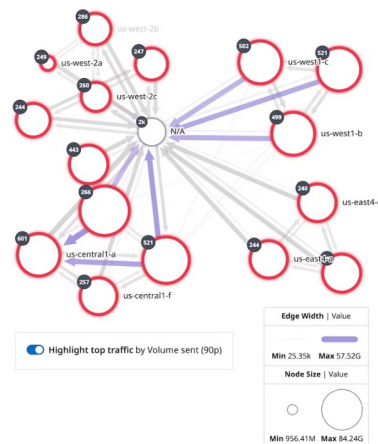 286
us-west-2b
249
us-west-2a
247
502
us-west1-c
521
260
us-west-2c
244
2k
N/A
499
us-west1-b
443
266
240
us-east4-
601
us-central1-a
521
244
us-east4-a
257
us-central1-f
Highlight top traffic by Volume sent (90p)
Edge Width | Value
Min 25.35k Max 57.52G
Node Size | Value
Min 956.41M Max 84.24G